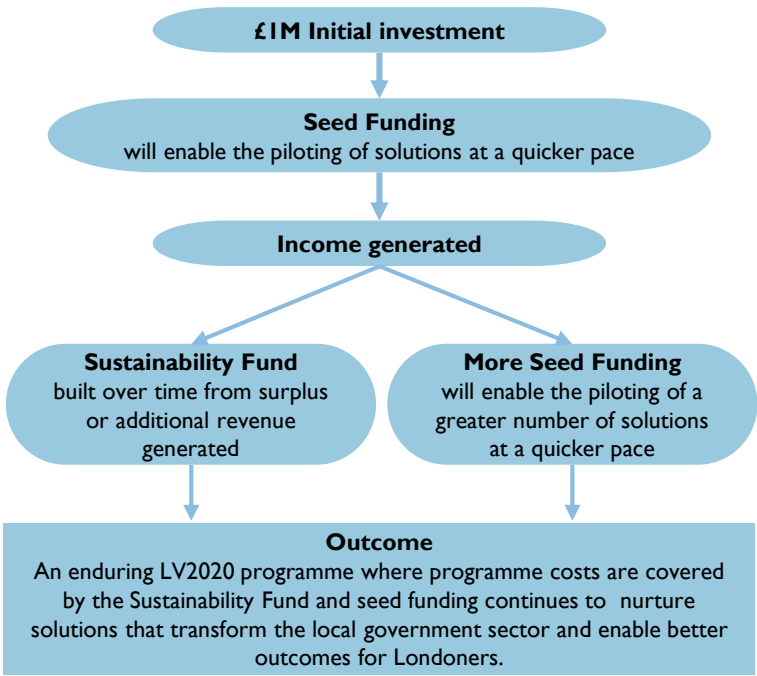 £1M Initial investment
Seed Funding
will enable the piloting of solutions at a quicker pace
Income generated
Sustainability Fund
built over time from surplus
or additional revenue
generated
More Seed Funding
will enable the piloting of a
greater number of solutions
at a quicker pace
Outcome
An enduring LV2020 programme where programme costs are covered
by the Sustainability Fund and seed funding continues to nurture
solutions that transform the local government sector and enable better
outcomes for Londoners.